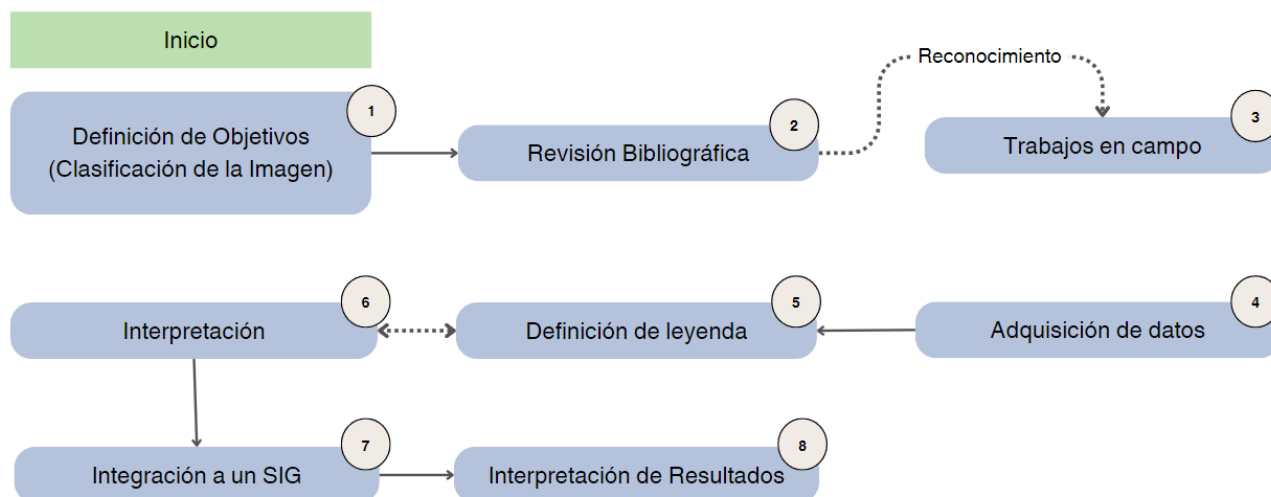 Inicio
1
Definición de Objetivos
(Clasificación de la Imagen)
2
Revisión Bibliográfica
Reconocimiento
3
Trabajos en campo
4
Adquisición de datos
5
Definición de leyenda
6
Interpretación
7
Integración a un SIG
8
Interpretación de Resultados